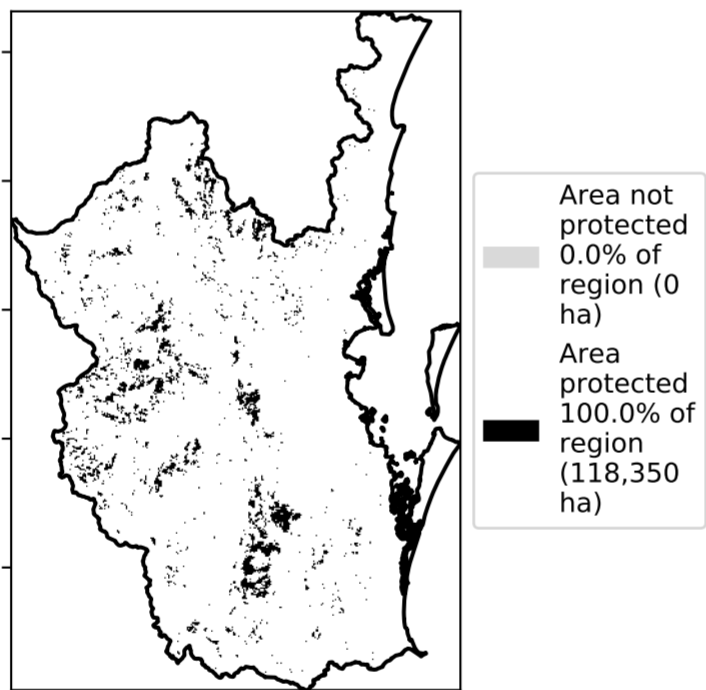 Area not
protected
0.0% of
region (0
ha)
Area
protected
100.0% of
region
(118,350
ha)